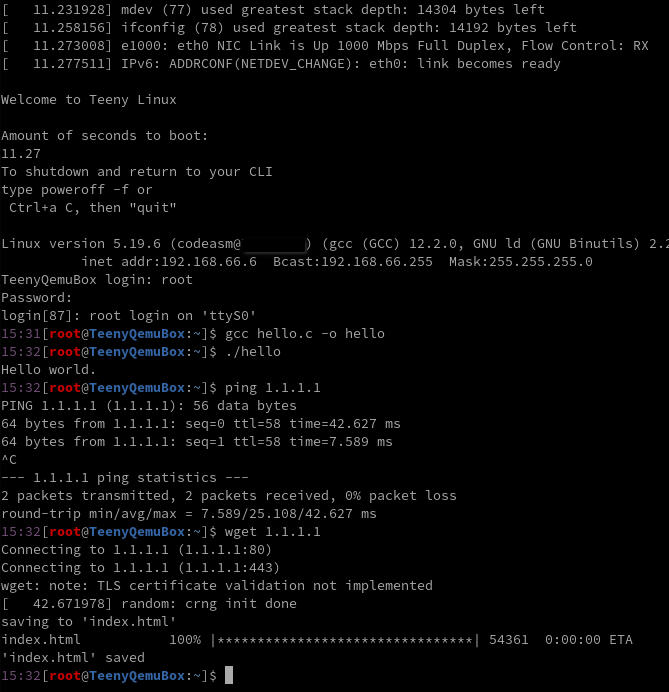 [   11.231928] mdev (77) used greatest stack depth: 14304 bytes left
[   11.258156] ifconfig (78) used greatest stack depth: 14192 bytes left
[   11.273008] e1000: eth0 NIC Link is Up 1000 Mbps Full Duplex, Flow Control: RX
[   11.277511] IPv6: ADDRCONF(NETDEV_CHANGE): eth0: link becomes ready
Welcome to Teeny Linux
Amount of seconds to boot:
11.27
To shutdown and return to your CLI
type poweroff -f or
 Ctrl+a C, then "quit"
Linux version 5.19.6 (codeasm@ ) (gcc (GCC) 12.2.0, GNU ld (GNU Binutils) 2.2
          inet addr:192.168.66.6  Bcast:192.168.66.255  Mask:255.255.255.0
TeenyQemuBox login: root
Password:
login[87]: root login on 'ttyS0'
15:31[root@TeenyQemuBox:~]$ gcc hello.c -o hello
15:32[root@TeenyQemuBox:~]$ ./hello
Hello world.
15:32[root@TeenyQemuBox:~]$ ping 1.1.1.1
PING 1.1.1.1 (1.1.1.1): 56 data bytes
64 bytes from 1.1.1.1: seq=0 ttl=58 time=42.627 ms
64 bytes from 1.1.1.1: seq=1 ttl=58 time=7.589 ms
^C
--- 1.1.1.1 ping statistics ---
2 packets transmitted, 2 packets received, 0% packet loss
round-trip min/avg/max = 7.589/25.108/42.627 ms
15:32[root@TeenyQemuBox:~]$ wget 1.1.1.1
Connecting to 1.1.1.1 (1.1.1.1:80)
Connecting to 1.1.1.1 (1.1.1.1:443)
wget: note: TLS certificate validation not implemented
[   42.671978] random: crng init done
saving to 'index.html'
index.html           100% |********************************| 54361  0:00:00 ETA
'index.html' saved
15:32[root@TeenyQemuBox:~]$